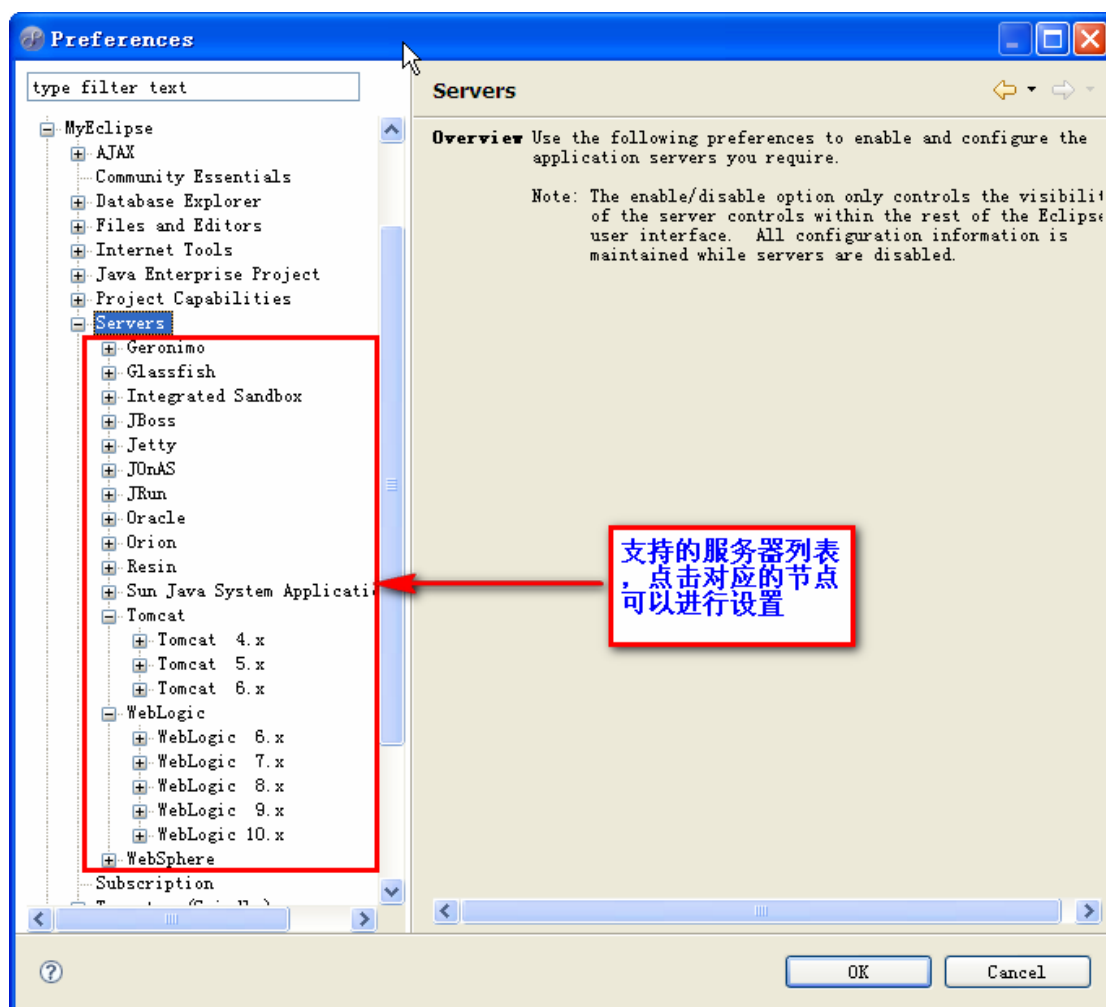 Preferences
type filter text
MyEclipse
AJAX
Community Essentials
Database Explorer
Files and Editors
Internet Tools
Java Enterprise Project
Project Capabilities
Servers
Geronimo
Glassfish
Integrated Sandbox
JBoss
Jetty
JOnAS
JRun
Oracle
Orion
Resin
Sun Java System
Tomcat
Tomcat 4.x
Tomcat 5.x
Tomcat 6.x
WebLogic
WebLogic 6.x
WebLogic 7.x
WebLogic 8.x
WebLogic 9.x
WebLogic 10.x
WebSphere
Subscription
Servers
Overview Use the following preferences to enable and configure the
application servers you require.
Note: The enable/disable option only controls the
of the server controls within the rest of the Eclipse
user interface. All configuration information is
maintained while servers are disabled.
支持的服务器列表
，点击对应的节点
可以进行设置
OK
Cancel